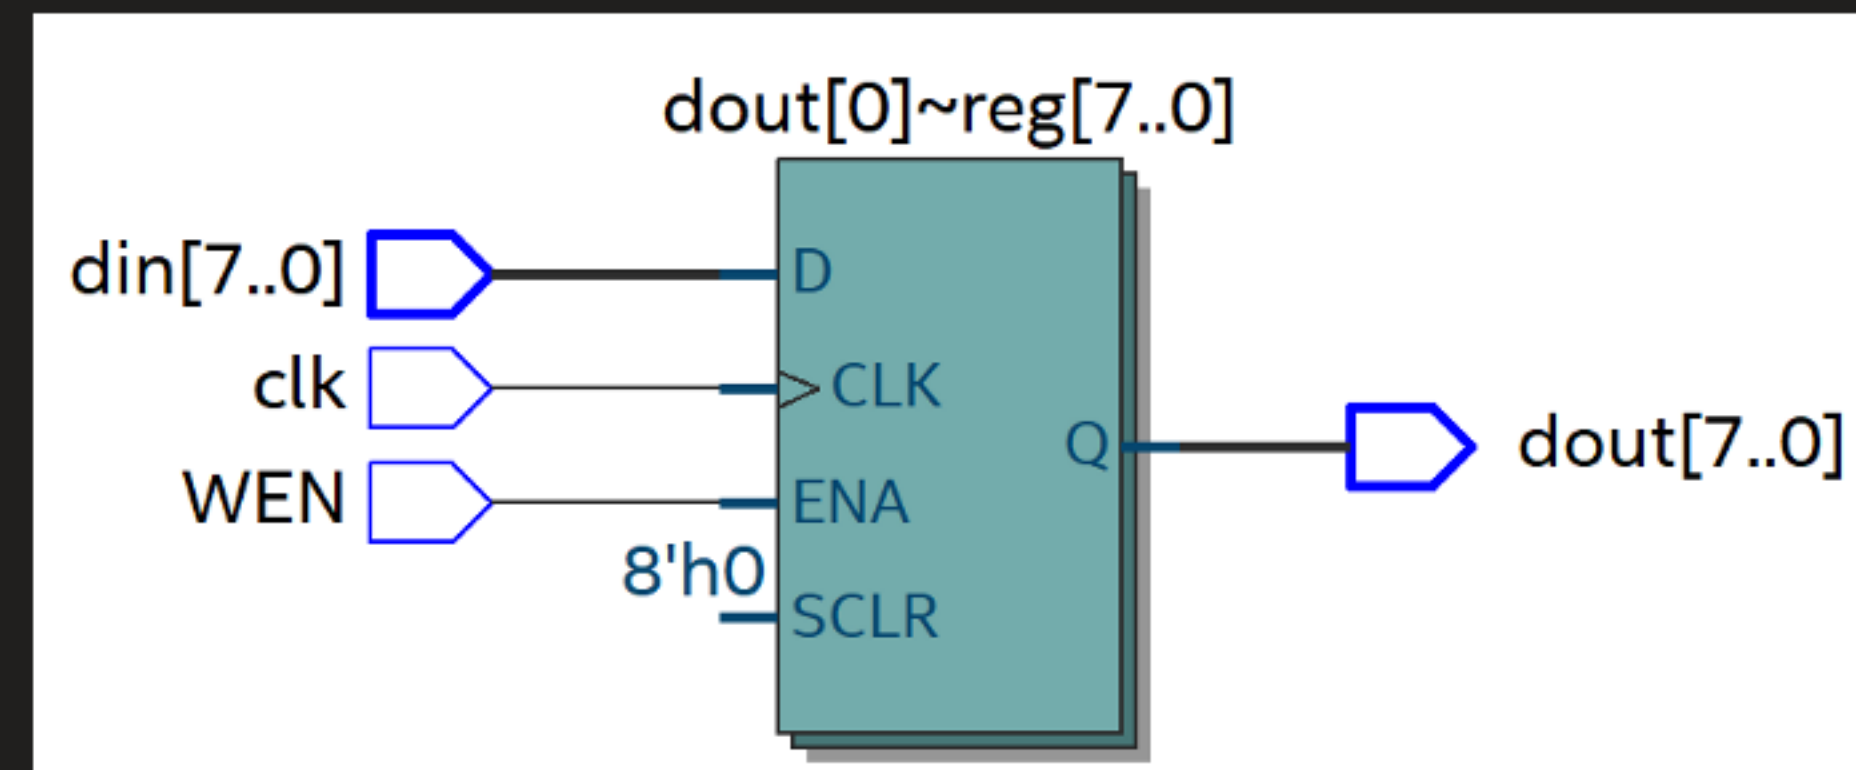 dout[0]~reg[7..0]
din[7..0]
D
clk
CLK
Q
dout[7..0]
WEN
ENA
8'h0
SCLR